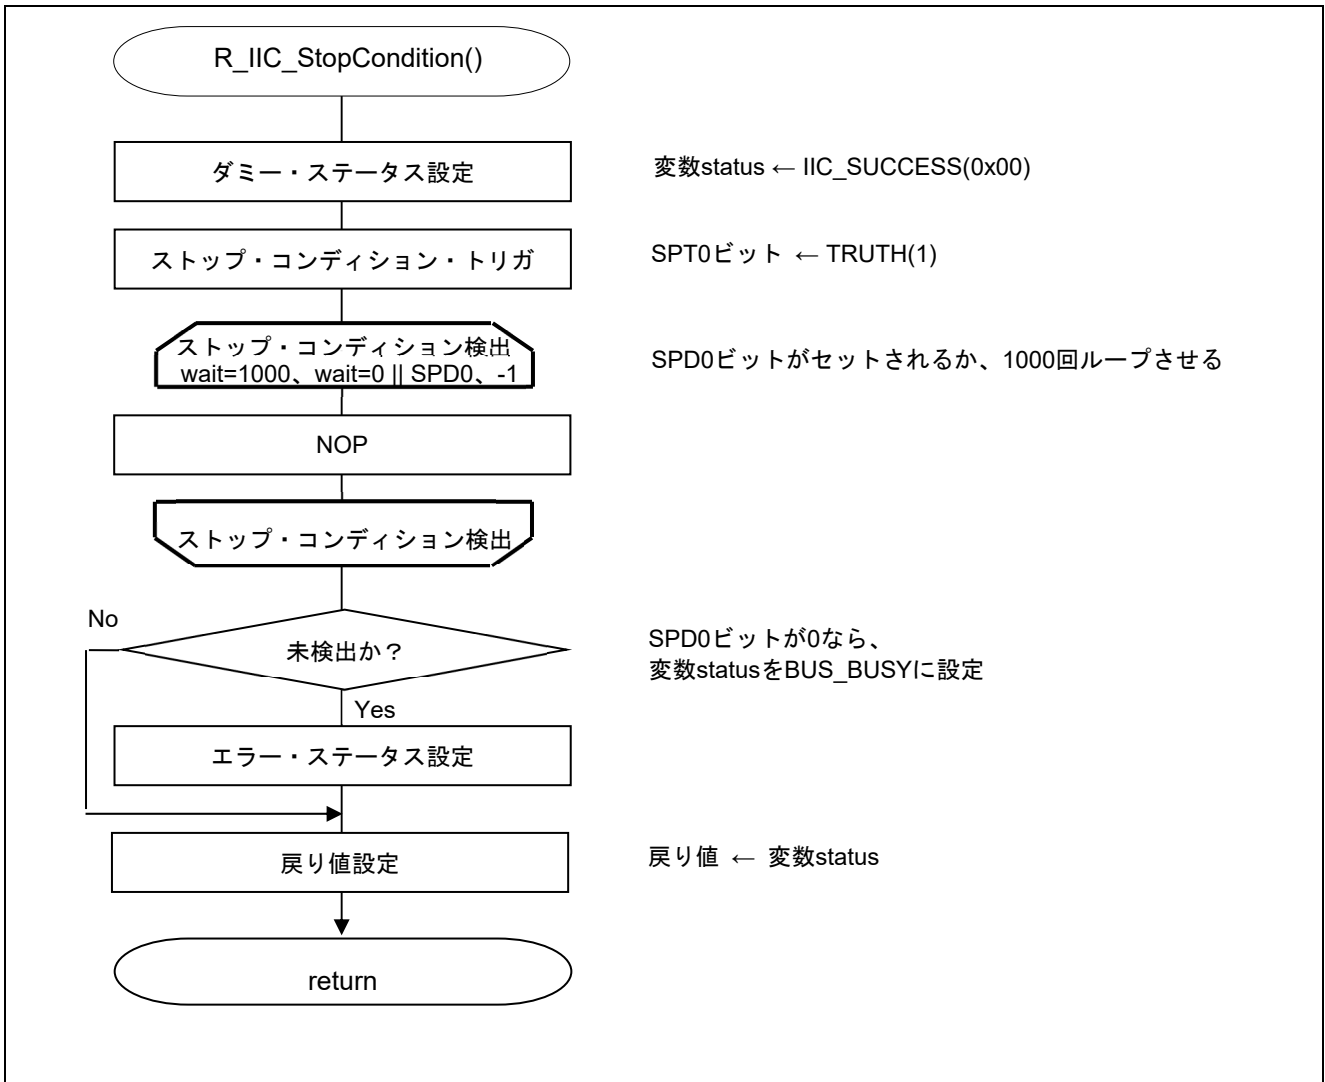 R_IIC_StopCondition()
ダミー・ステータス設定
変数status ← IIC_SUCCESS(0x00)
ストップ・コンディション・トリガ
SPT0ビット ← TRUTH(1)
ストップ・コンディション検出
wait=1000、wait=0 || SPD0、-1
SPD0ビットがセットされるか、1000回ループさせる
NOP
ストップ・コンディション検出
No
未検出か？
SPD0ビットが0なら、
変数statusをBUS_BUSYに設定
Yes
エラー・ステータス設定
戻り値設定
戻り値 ← 変数status
return